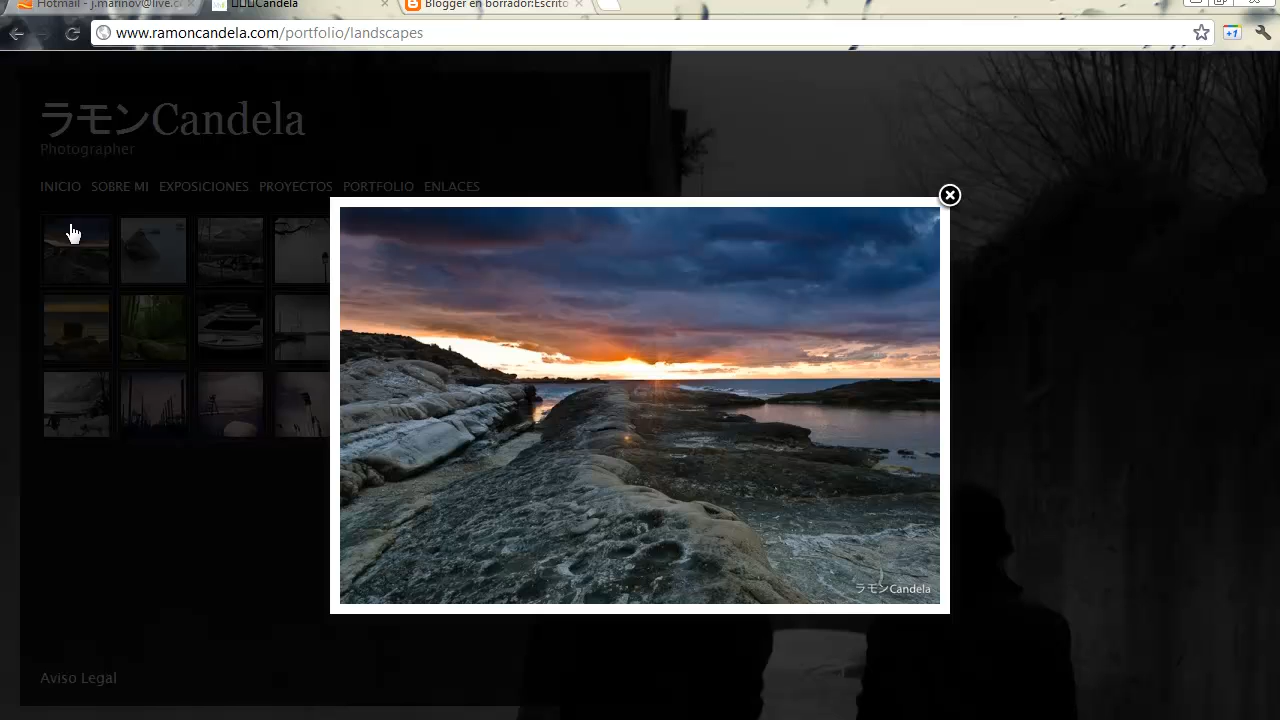 Hotmail - j.marinov@live.c
Candela
Blogger en borrador:Escrito
www.ramoncandela.com/portfolio/landscapes
+1
ラモンCandela
Photographer
INICIO SOBRE MI EXPOSICIONES PROYECTOS PORTFOLIO ENLACES
ラモンCandela
Aviso Legal